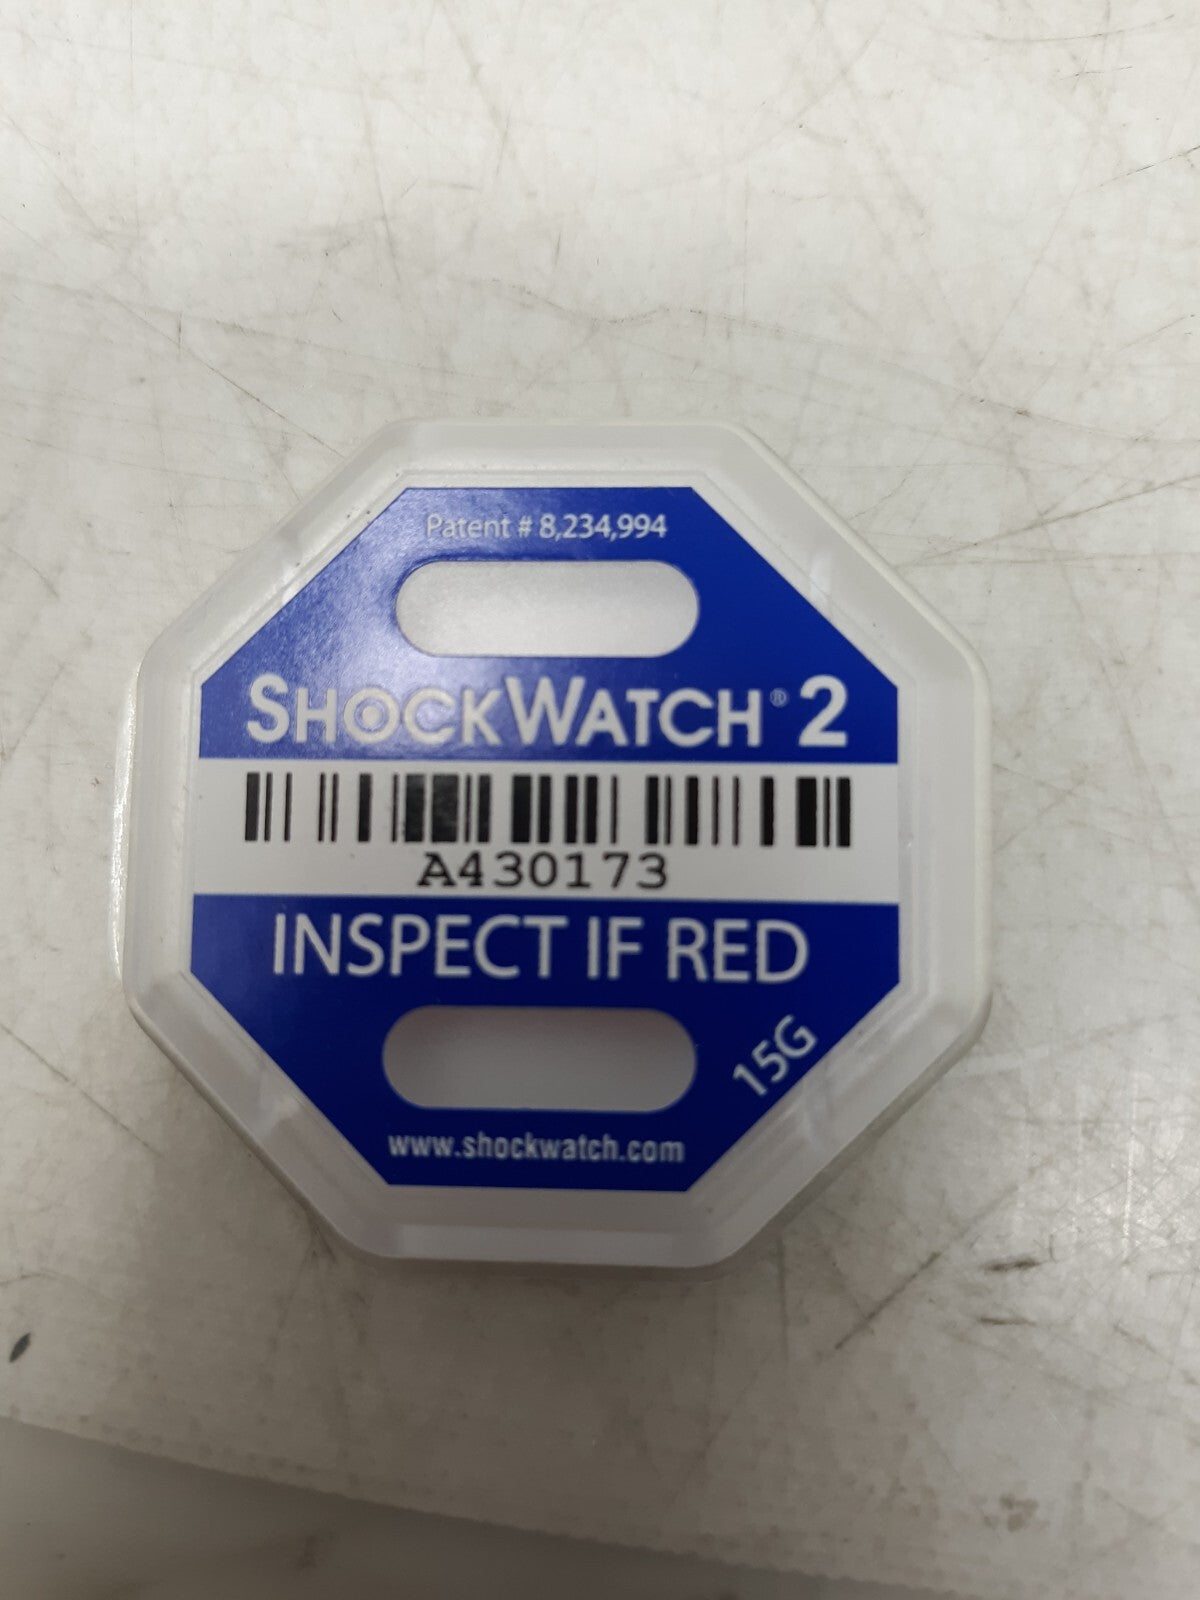 Patent # 8,234,994
SHOCKWATCH® 2
A430173
INSPECT IF RED
15G
www.shockwatch.com